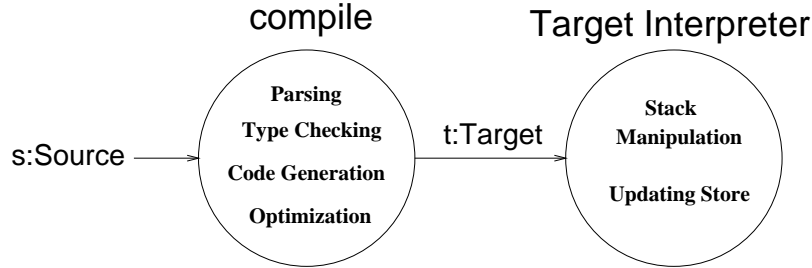 compile
Target Interpreter
Parsing
Type Checking
Code Generation
Optimization
s:Source
t:Target
Stack
Manipulation
Updating Store